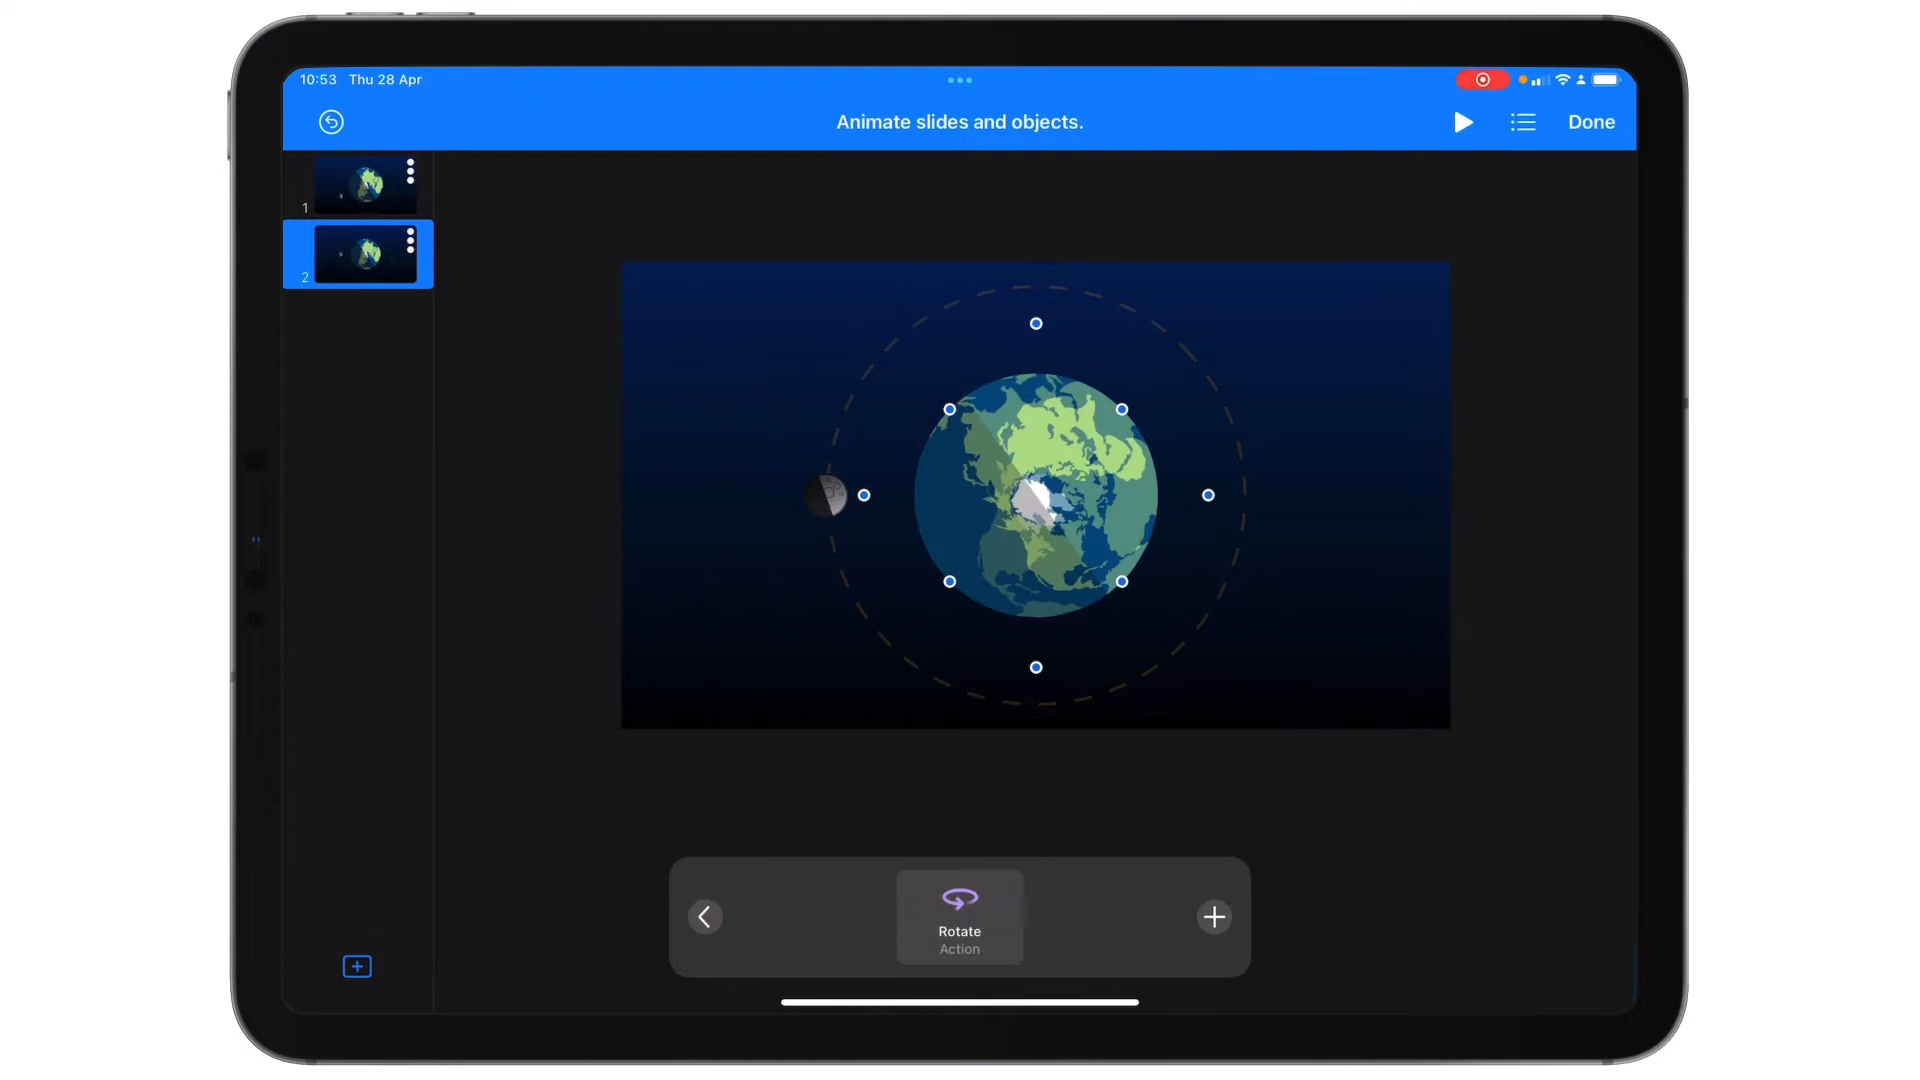 10:53 Thu 28 Apr
Animate slides and objects.
Done
1
2
Rotate
Action